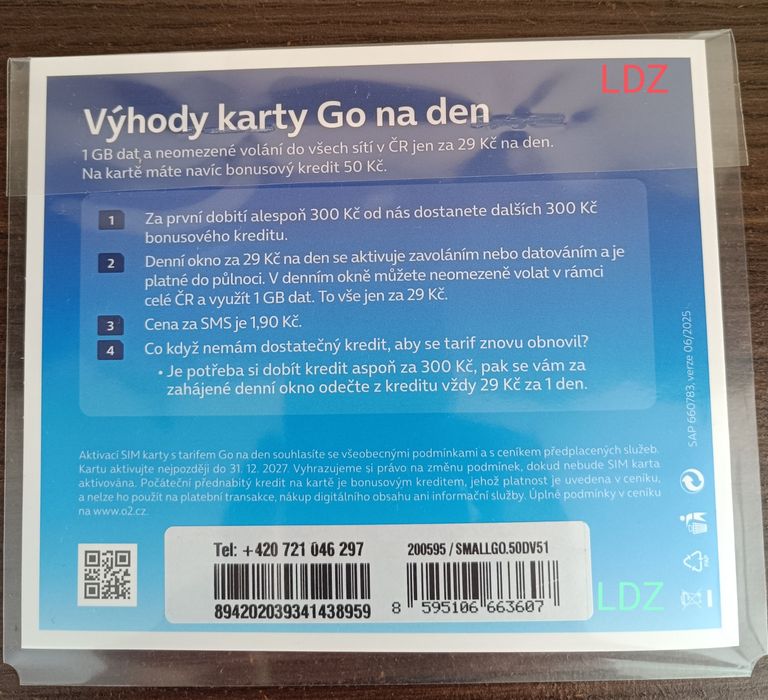 LDZ
Výhody karty Go na den
1 GB dat a neomezené volání do všech sítí v ČR jen za 29 Kč na den.
Na kartě máte navíc bonusový kredit 50 Kč.
1 Za první dobití alespoň 300 Kč od nás dostanete dalších 300 Kč
bonusového kreditu.
2 Denní okno za 29 Kč na den se aktivuje zavoláním nebo datováním a je
platné do půlnoci. V denním okně můžete neomezeně volat v rámci
celé ČR a využít 1 GB dat. To vše jen za 29 Kč.
3 Cena za SMS je 1,90 Kč.
4 Co když nemám dostatečný kredit, aby se tarif znovu obnovil?
• Je potřeba si dobít kredit aspoň za 300 Kč, pak se vám za
zahájené denní okno odečte z kreditu vždy 29 Kč za 1 den.
SAP 660783, verze 06/2025
Aktivací SIM karty s tarifem Go na den souhlasíte se všeobecnými podmínkami a s ceníkem předplacených služeb.
Kartu aktivujte nejpozději do 31. 12. 2027. Vyhrazujeme si právo na změnu podmínek, dokud nebude SIM karta
aktivována. Počáteční přednabitý kredit na kartě je bonusovým kreditem, jehož platnost je uvedena v ceníku,
a nelze ho použít na platební transakce, nákup digitálního obsahu ani informační služby. Úplné podmínky v ceníku
na www.o2.cz.
Tel: +420 721 046 297
894202039341438959
200595 / SMALLGO.50DV51
8 595106 663607
LDZ
PAP